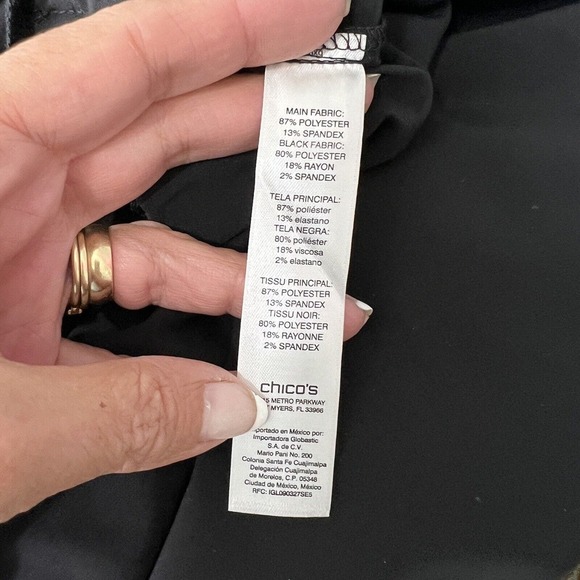 MAIN FABRIC:
87% POLYESTER
13% SPANDEX
BLACK FABRIC:
80% POLYESTER
18% RAYON
2% SPANDEX
TELA PRINCIPAL:
87% poliéster
13% elastano
TELA NEGRA:
80% poliéster
18% viscosa
2% elastano
TISSU PRINCIPAL:
87% POLYESTER
13% SPANDEX
TISSU NOIR:
80% POLYESTER
18% RAYONNE
2% SPANDEX
chico's
5 METRO PARKWAY
MYERS, FL 33966
portado en México por:
Importadora Globastic
S.A. de C.V.
Mario Pani No. 200
Colonia Santa Fe Cuajimalpa
Delegación Cuajimalpa
de Morelos, C.P. 05348
Ciudad de México, México
RFC: IGL090327SE5